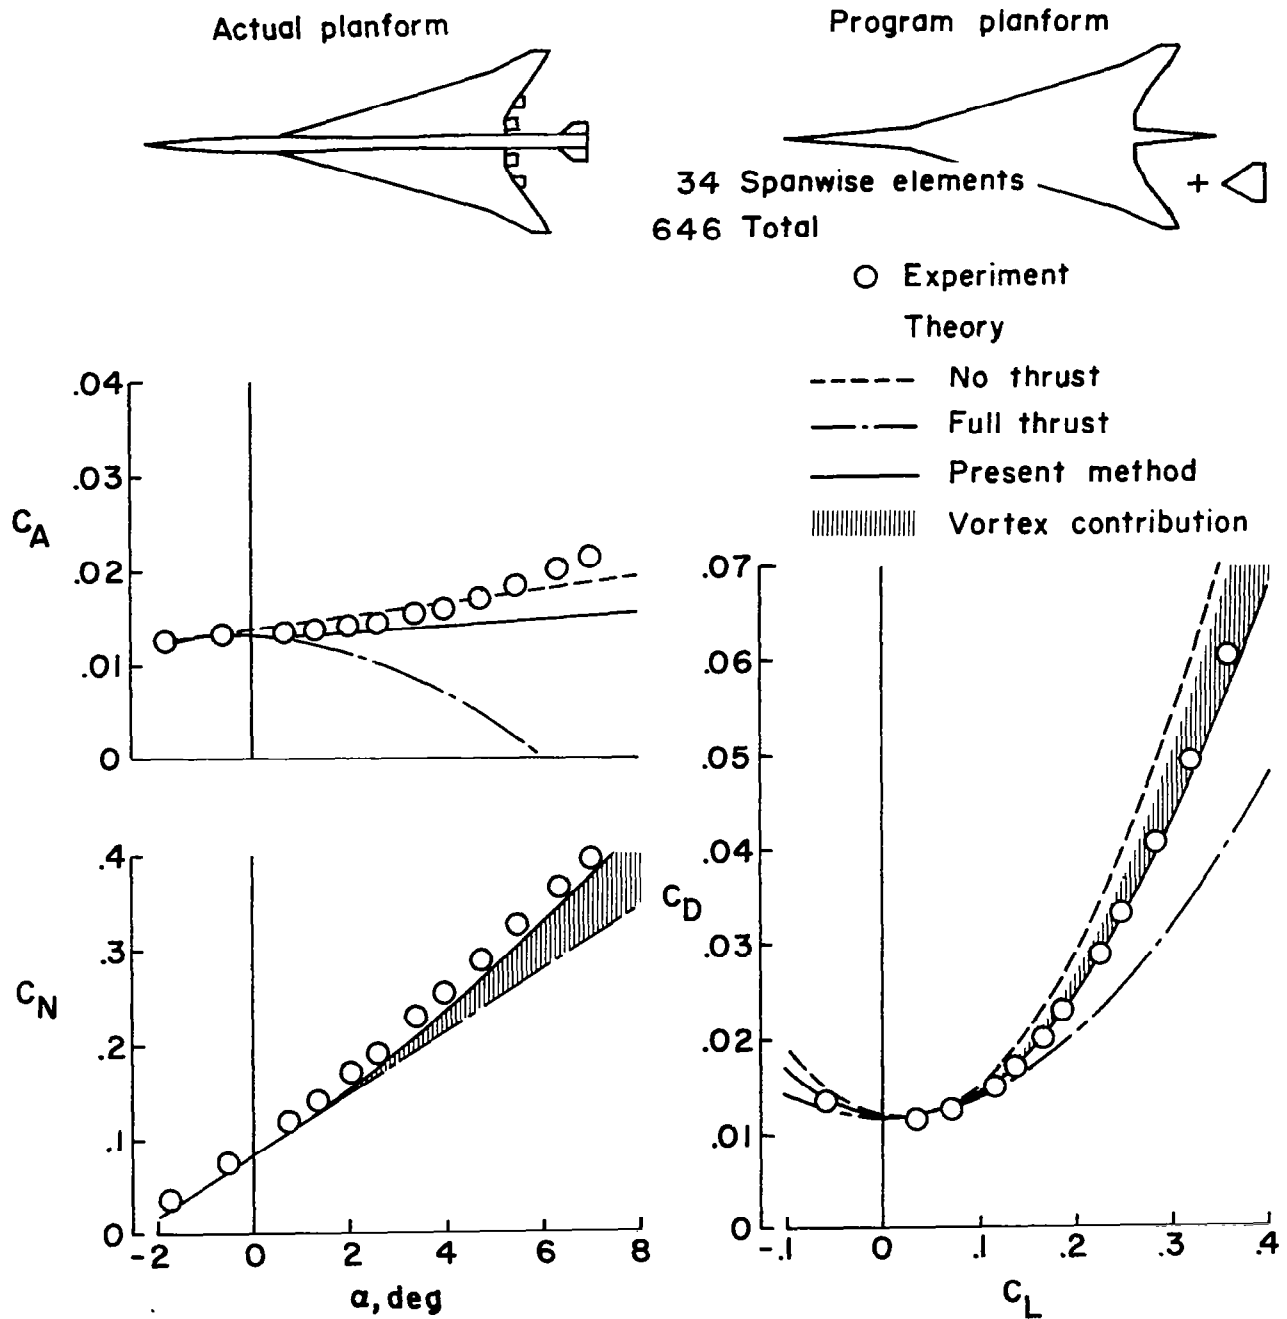 Actual planform
Program planform
34 Spanwise elements
+
646 Total
Experiment
Theory
No thrust
Full thrust
Present method
Vortex contribution
.04
.03
.02
.01
0
C_A
.4
.3
.2
.1
0
C_N
-2 0 2 4 6 8
α, deg
.07
.06
.05
.04
.03
.02
.01
0
C_D
-.1 0 .1 .2 .3 .4
C_L